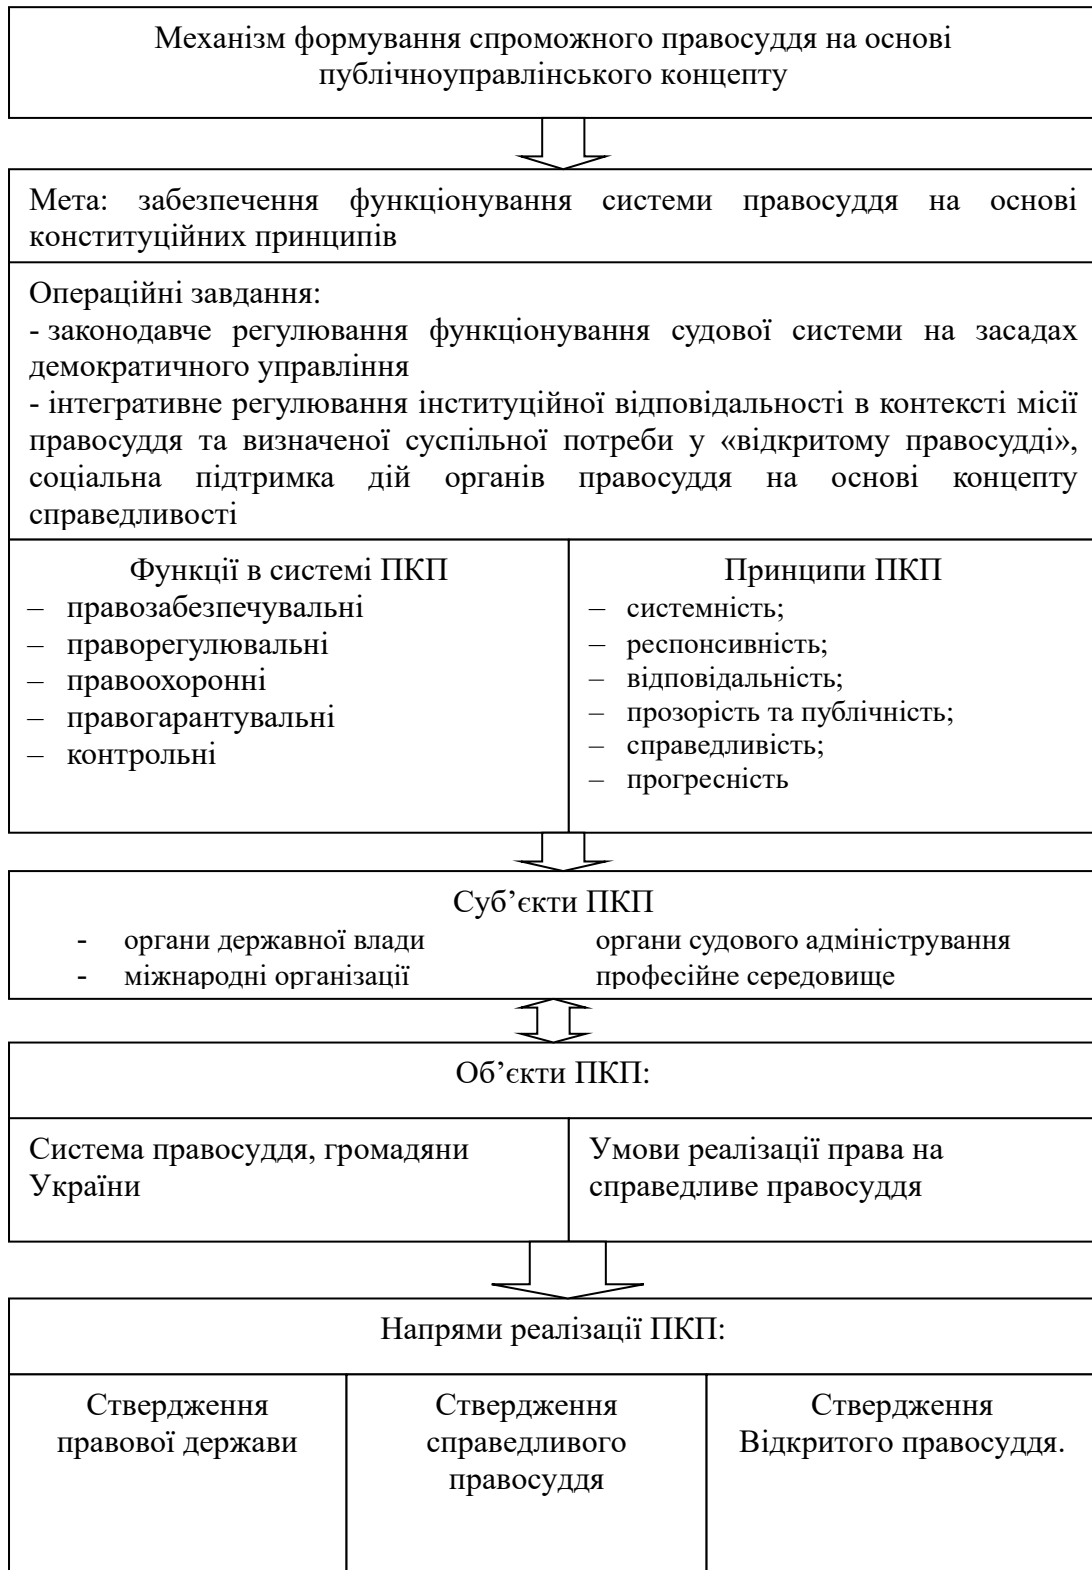 Механізм формування спроможного правосуддя на основі
публічноуправлінського концепту
Мета: забезпечення функціонування системи правосуддя на основі
конституційних принципів
Операційні завдання:
- законодавче регулювання функціонування судової системи на засадах
демократичного управління
- інтегративне регулювання інституційної відповідальності в контексті місії
правосуддя та визначеної суспільної потреби у «відкритому правосудді»,
соціальна підтримка дій органів правосуддя на основі концепту
справедливості
Функції в системі ПКП
– правозабезпечувальні
– праворегулювальні
– правоохоронні
– правогарантувальні
– контрольні
Принципи ПКП
– системність;
– респонсивність;
– відповідальність;
– прозорість та публічність;
– справедливість;
– прогресність
Суб’єкти ПКП
- органи державної влади органи судового адміністрування
- міжнародні організації професійне середовище
Об’єкти ПКП:
Система правосуддя, громадяни
України
Умови реалізації права на
справедливе правосуддя
Напрями реалізації ПКП:
Ствердження
правової держави
Ствердження
справедливого
правосуддя
Ствердження
Відкритого правосуддя.